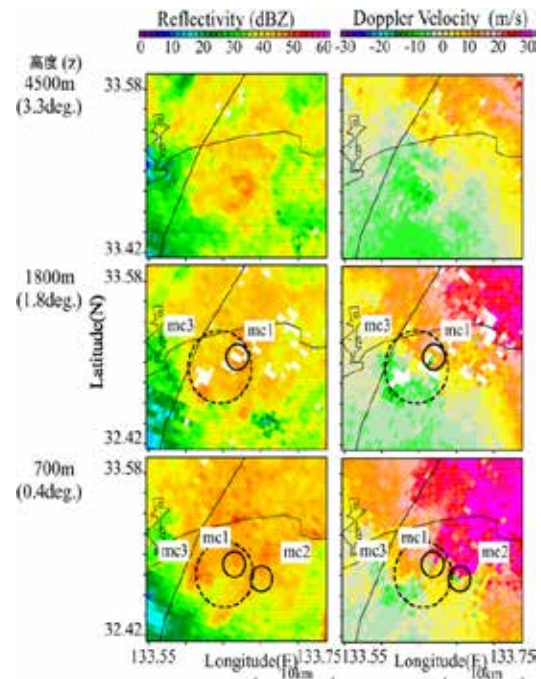 Reflectivity (dBZ)
Doppler Velocity (m/s)
0 10 20 30 40 50 60
-30 -20 -10 0 10 20 30
高度 (z)
4500m
(3.3deg.)
33.58
33.42
1800m
(1.8deg.)
33.58
mc3
mc1
mc3
mc1
Latitude(N)
32.42
700m
(0.4deg.)
33.58
mc1
mc3
mc2
mc1
mc3
me2
32.42
133.55
133.75
133.55
133.75
Longitude(E)
Longitude(E)
10km
10km